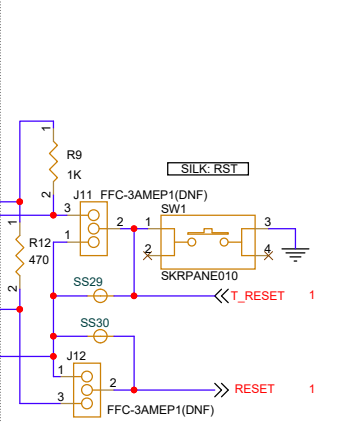 1
R9
1K
2
SILK: RST
J11 FFC-3AMEP1(DNF)
SW1
3
2
1
3
1
R12
470
2
1
2
4
SKRPANE010
SS29
T_RESET 1
SS30
J12
1
2
RESET 1
3
FFC-3AMEP1(DNF)